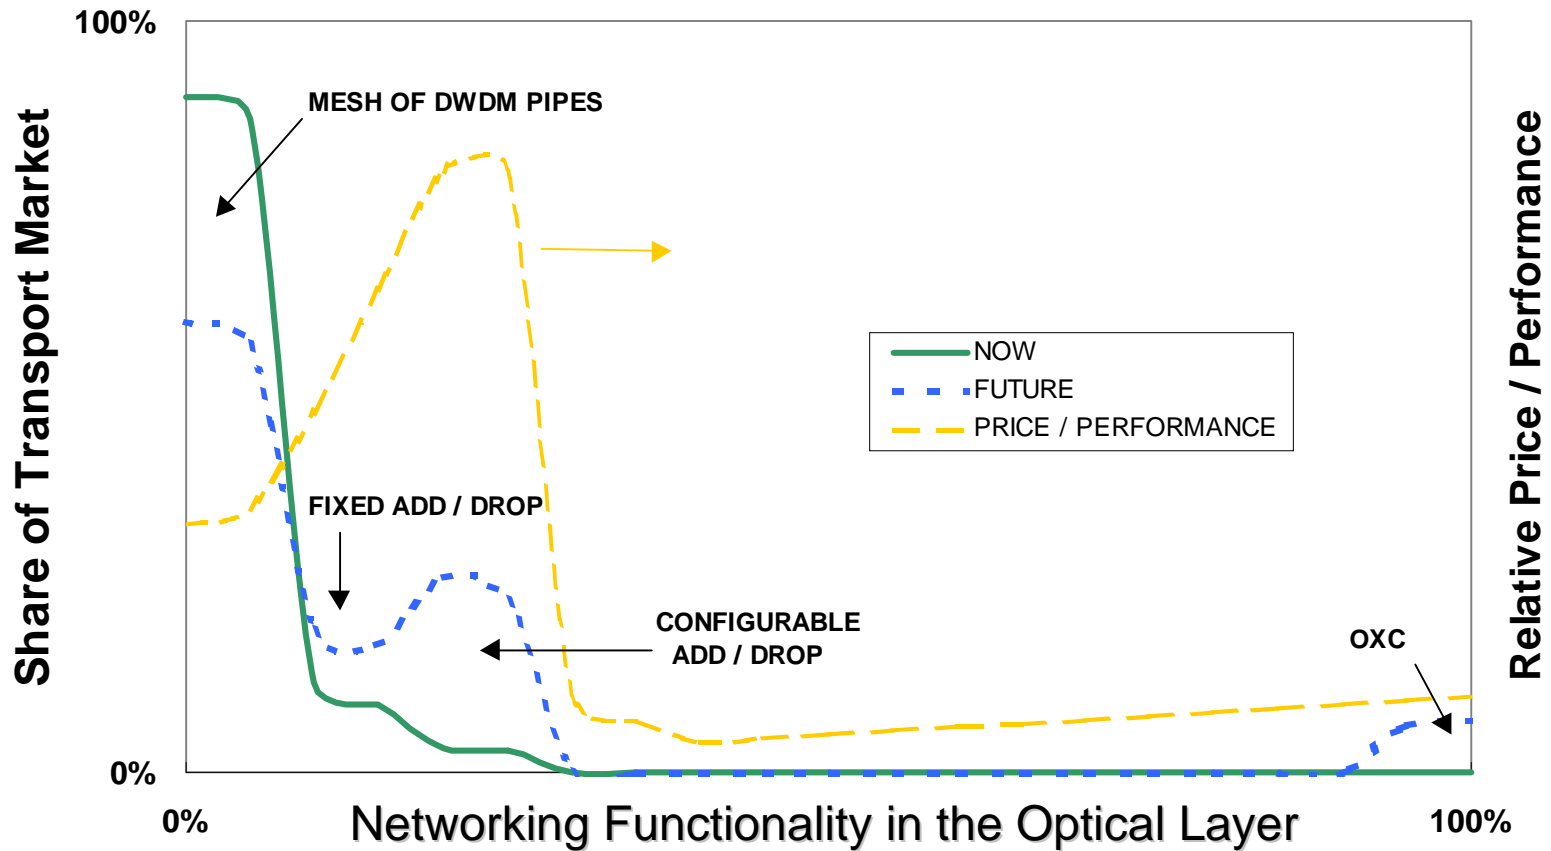 100%
Share of Transport Market
MESH OF DWDM PIPES
Relative Price / Performance
NOW
FUTURE
PRICE / PERFORMANCE
FIXED ADD / DROP
CONFIGURABLE
ADD / DROP
OXC
0%
0%
Networking Functionality in the Optical Layer
100%